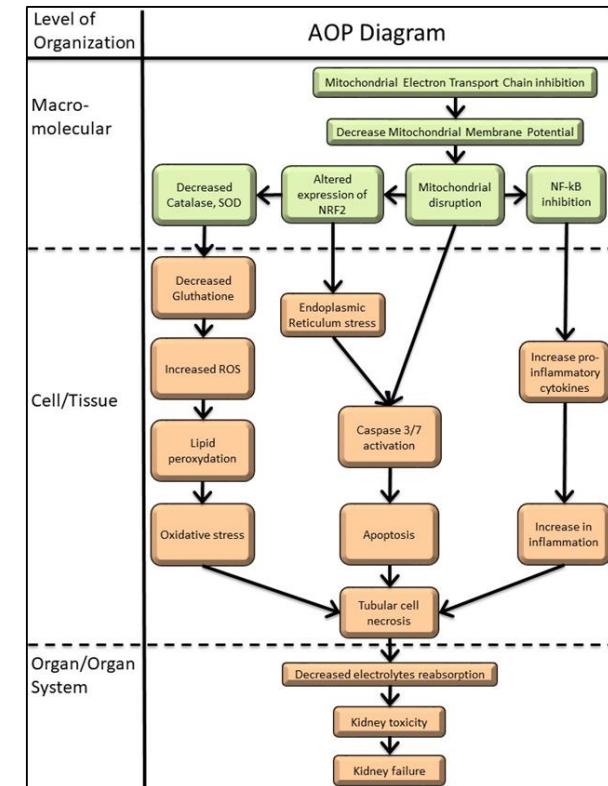 Level of
Organization
AOP Diagram
Macro-
molecular
Mitochondrial Electron Transport Chain inhibition
Decrease Mitochondrial Membrane Potential
Decreased
Catalase, SOD
Altered
expression of
NRF2
Mitochondrial
disruption
NF-kB
inhibition
Cell/Tissue
Decreased
Gluthatione
Endoplasmic
Reticulum stress
Increased ROS
Increase pro-
inflammatory
cytokines
Lipid
peroxydation
Caspase 3/7
activation
Oxidative stress
Apoptosis
Increase in
inflammation
Tubular cell
necrosis
Organ/Organ
System
Decreased electrolytes reabsorption
Kidney toxicity
Kidney failure